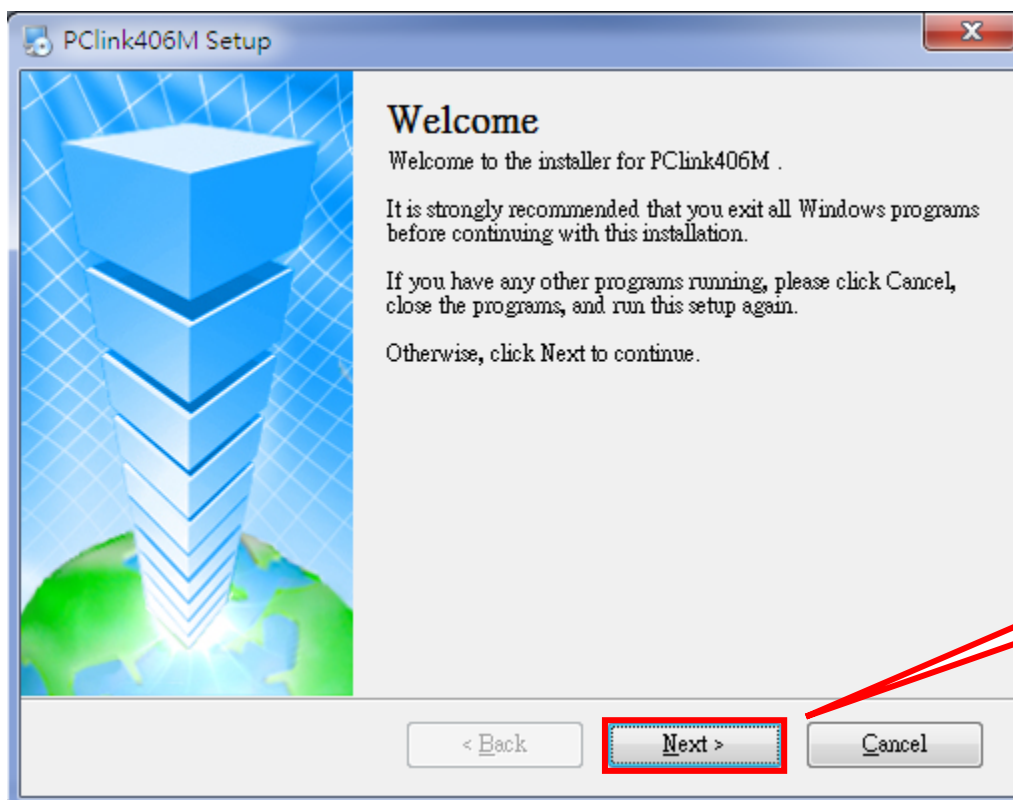 PClink406M Setup
Welcome
Welcome to the installer for PClink406M .
It is strongly recommended that you exit all Windows programs
before continuing with this installation.
If you have any other programs running, please click Cancel,
close the programs, and run this setup again.
Otherwise, click Next to continue.
< Back
Next >
Cancel